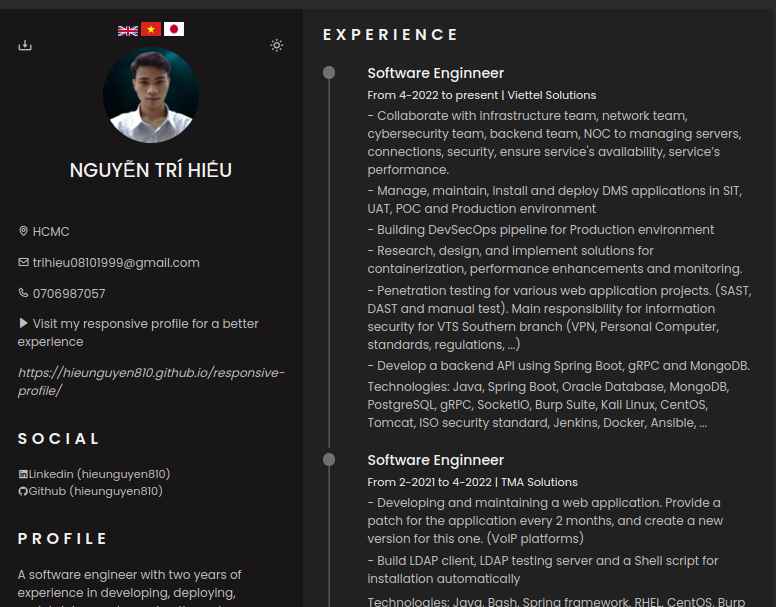 NGUYỄN TRÍ HIẾU
HCMC
trihieu08101999@gmail.com
0706987057
Visit my responsive profile for a better
experience
https://hieunguyen810.github.io/responsive-
profile/
SOCIAL
Linkedin (hieunguyen810)
Github (hieunguyen810)
PROFILE
A software engineer with two years of
experience in developing, deploying,
EXPERIENCE
Software Enginneer
From 4-2022 to present | Viettel Solutions
- Collaborate with infrastructure team, network team,
cybersecurity team, backend team, NOC to managing servers,
connections, security, ensure service's availability, service's
performance.
- Manage, maintain, install and deploy DMS applications in SIT,
UAT, POC and Production environment
- Building DevSecOps pipeline for Production environment
- Research, design, and implement solutions for
containerization, performance enhancements and monitoring.
- Penetration testing for various web application projects. (SAST,
DAST and manual test). Main responsibility for information
security for VTS Southern branch (VPN, Personal Computer,
standards, regulations, ...)
- Develop a backend API using Spring Boot, gRPC and MongoDB.
Technologies: Java, Spring Boot, Oracle Database, MongoDB,
PostgreSQL, gRPC, SocketIO, Burp Suite, Kali Linux, CentOS,
Tomcat, ISO security standard, Jenkins, Docker, Ansible, ...
Software Enginneer
From 2-2021 to 4-2022 | TMA Solutions
- Developing and maintaining a web application. Provide a
patch for the application every 2 months, and create a new
version for this one. (VoIP platforms)
- Build LDAP client, LDAP testing server and a Shell script for
installation automatically
Technologies: Java, Bash, Spring framework, RHEL, CentOS, Burp